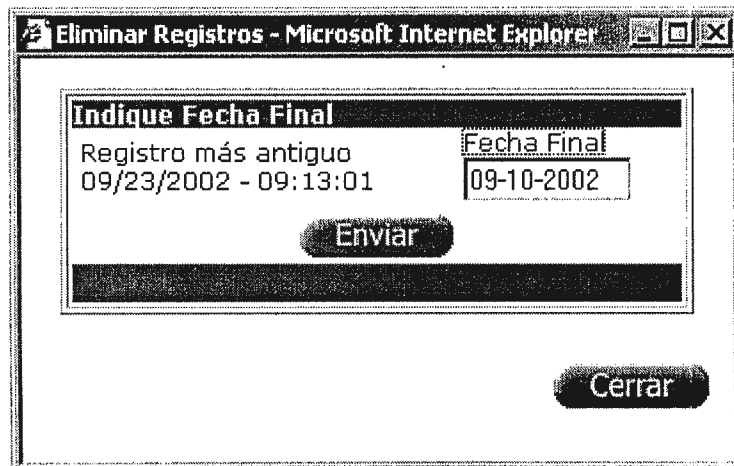 Eliminar Registros - Microsoft Internet Explorer
Indique Fecha Final
Registro más antiguo
09/23/2002 - 09:13:01
Fecha Final
09-10-2002
Enviar
Cerrar